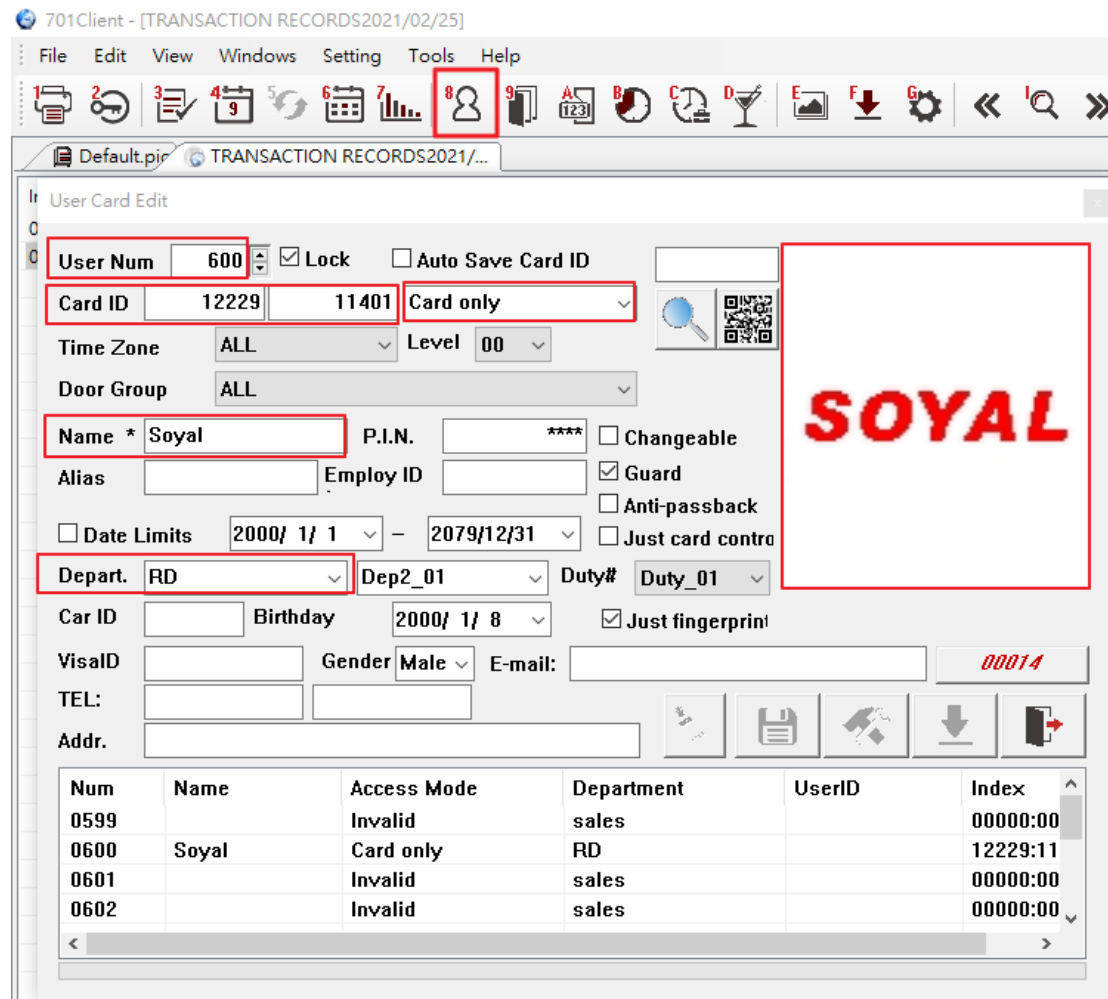 701Client - [TRANSACTION RECORDS2021/02/25]
File Edit View Windows Setting Tools Help
1 2 3 4 9 5 6 7 8 9 A 123 B C D E F G I
Default.pic TRANSACTION RECORDS2021/...
User Card Edit
User Num 600 Lock Auto Save Card ID
Card ID 12229 11401 Card only
Time Zone ALL Level 00
Door Group ALL
SOYAL
Name * Soyal P.I.N. **** Changeable
Alias Employ ID Guard
Anti-passback
Date Limits 2000/ 1/ 1 – 2079/12/31 Just card contro
Depart. RD Dep2_01 Duty# Duty_01
Car ID Birthday 2000/ 1/ 8 Just fingerprint
VisaID Gender Male E-mail: 00014
TEL:
Addr.
Num Name Access Mode Department UserID Index
0599 Invalid sales 00000:00
0600 Soyal Card only RD 12229:11
0601 Invalid sales 00000:00
0602 Invalid sales 00000:00